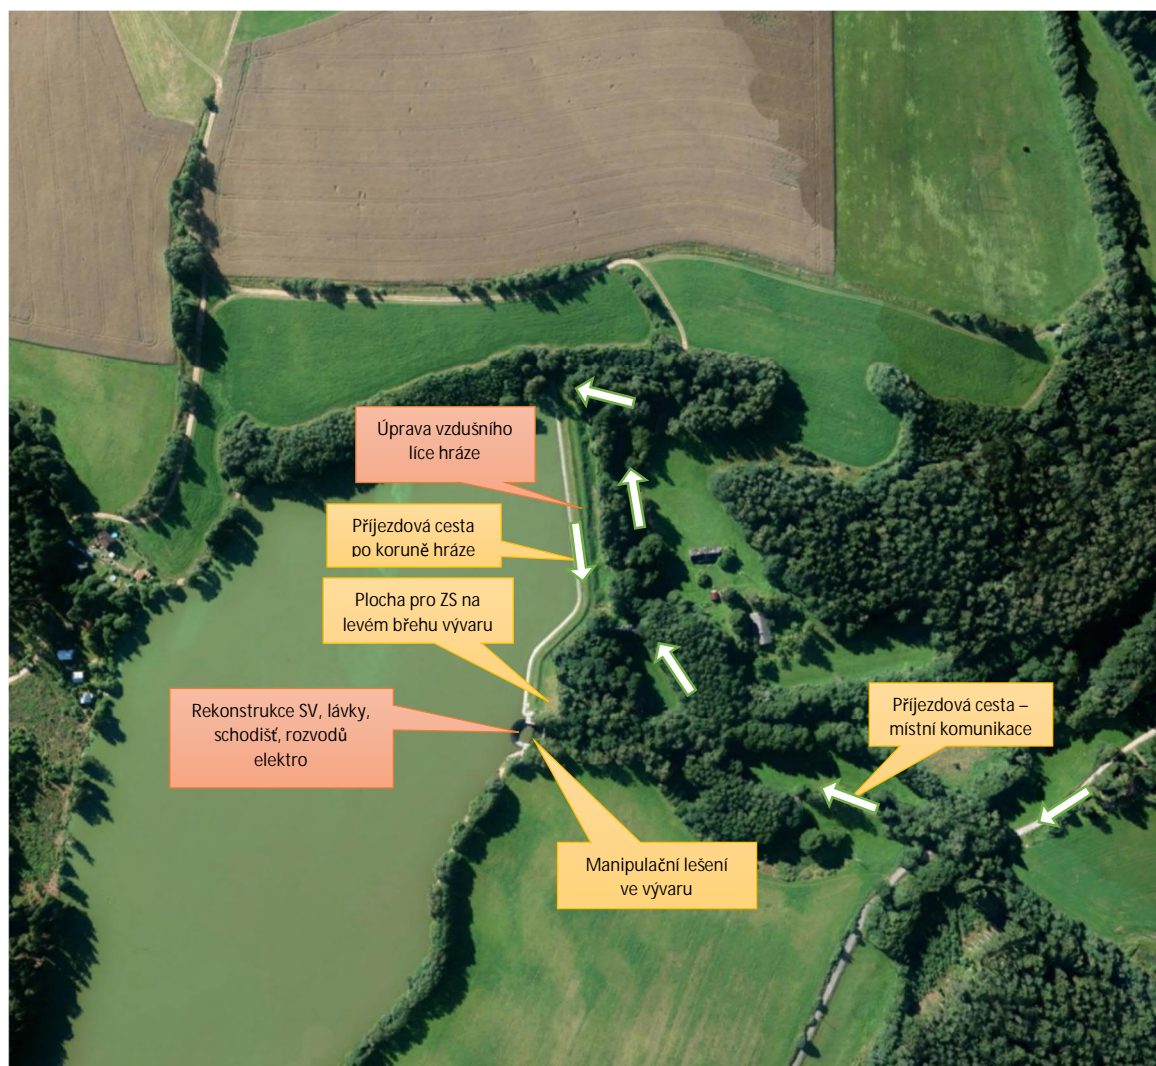 Úprava vzdušního
líce hráze
Příjezdová cesta
po koruně hráze
Plocha pro ZS na
levém břehu vývaru
Rekonstrukce SV, lávky,
schodišť, rozvodů
elektro
Příjezdová cesta –
místní komunikace
Manipulační lešení
ve vývaru